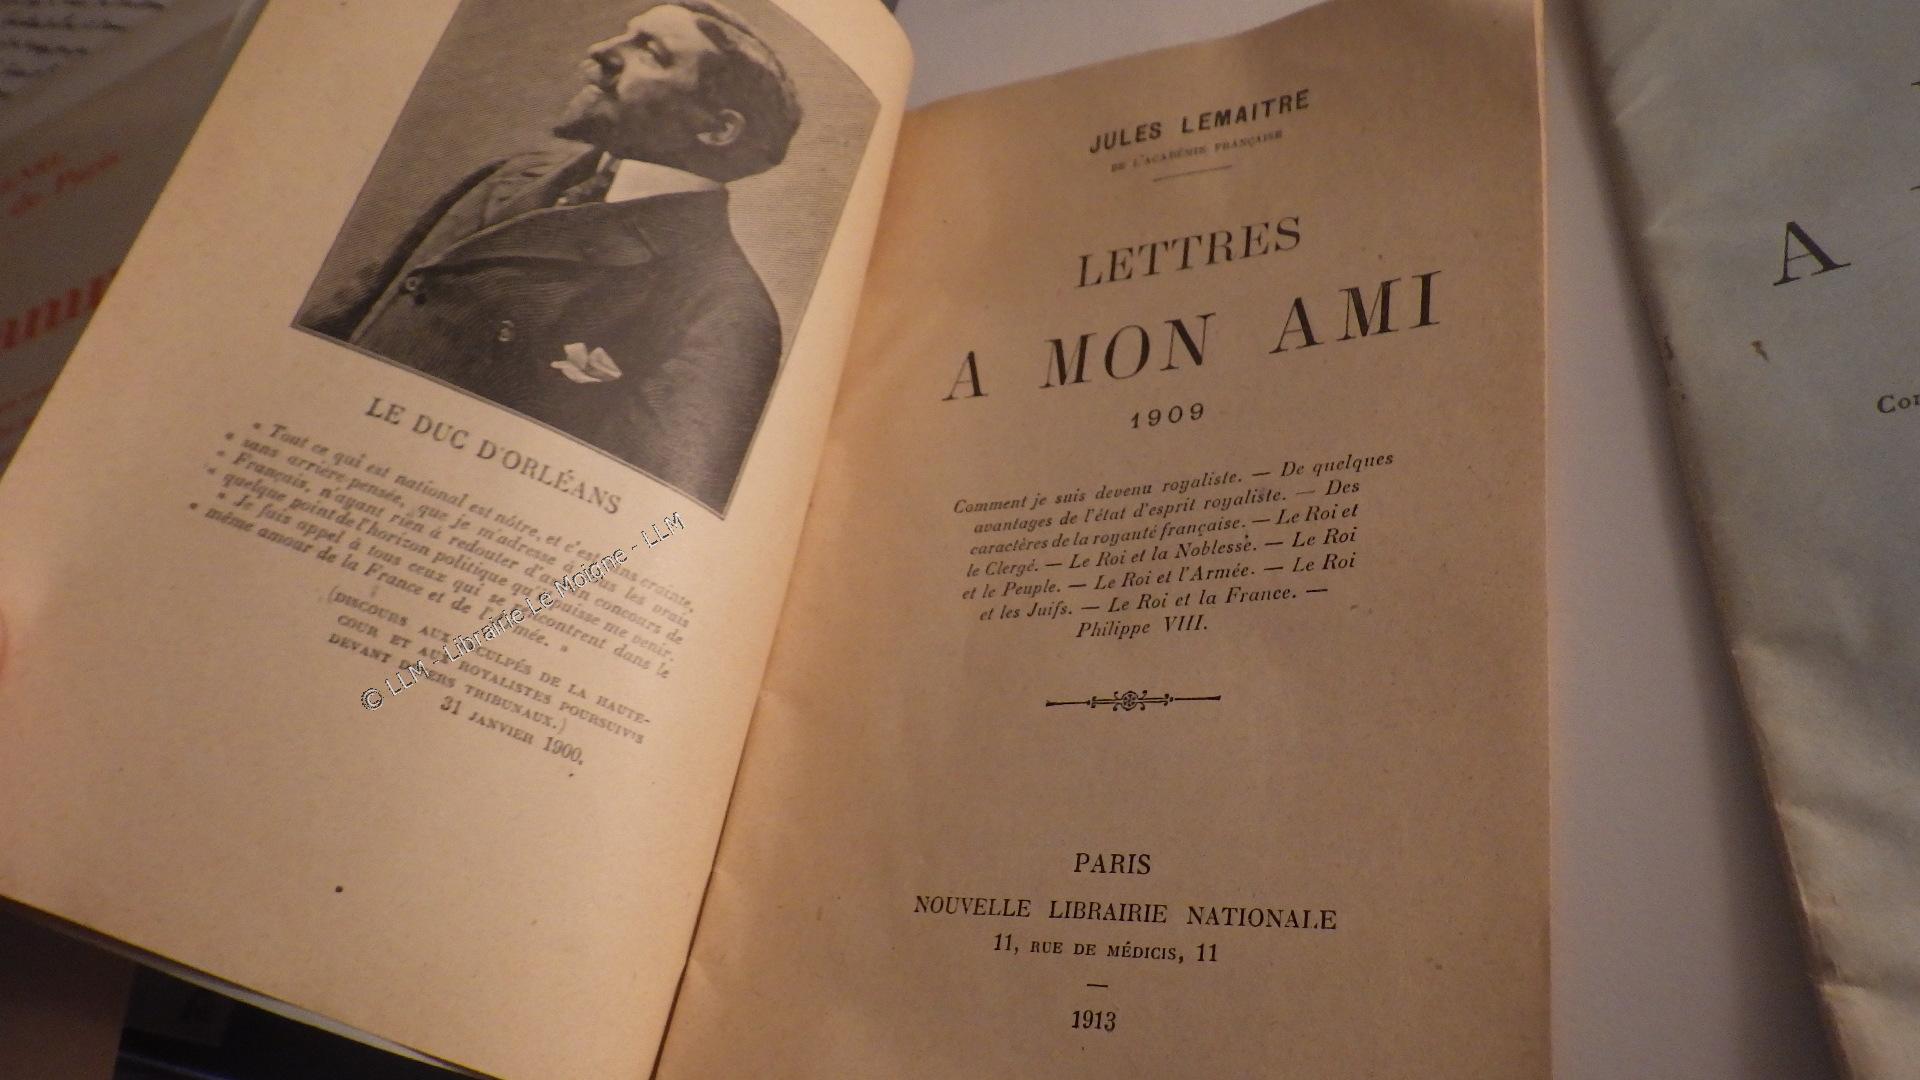 LE DUC D'ORLÉANS
« Tout ce qui est national est nôtre, et c'est sans crainte,
« sans arrière pensée, que je m'adresse à tous les vrais
« Français, n'ayant rien à redouter d'aucun concours de
« quelque point de l'horizon politique qu'il puisse me venir.
« Je fais appel à tous ceux qui se rencontrent dans le
« même amour de la France et de l'armée. »
(DISCOURS AUX INCULPÉS DE LA HAUTE-
COUR ET AUX ROYALISTES POURSUIVIS
DEVANT DIVERS TRIBUNAUX.)
31 JANVIER 1900.
© LLM - Librairie Le Moigne - LLM
JULES LEMAITRE
DE L'ACADÉMIE FRANÇAISE
LETTRES
A MON AMI
1909
Comment je suis devenu royaliste. — De quelques
avantages de l'état d'esprit royaliste. — Des
caractères de la royauté française. — Le Roi et
le Clergé. — Le Roi et la Noblesse. — Le Roi
et le Peuple. — Le Roi et l'Armée. — Le Roi
et les Juifs. — Le Roi et la France. —
Philippe VIII.
PARIS
NOUVELLE LIBRAIRIE NATIONALE
11, RUE DE MÉDICIS, 11
1913
de Paris
A
Co